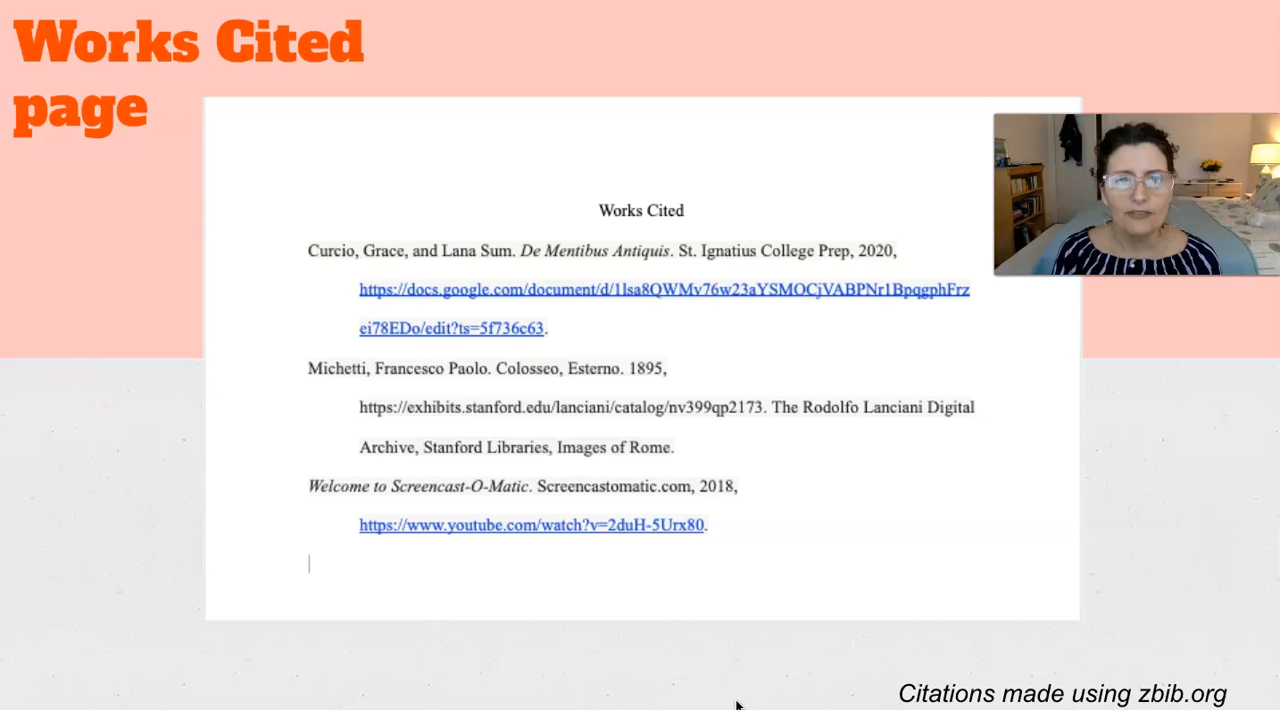 Works Cited
page
Works Cited
Curcio, Grace, and Lana Sum. De Mentibus Antiquis. St. Ignatius College Prep, 2020,
https://docs.google.com/document/d/1lsa8QWMv76w23aYSMOCjVABPNr1BpqgphFrz
ei78EDo/edit?ts=5f736c63.
Michetti, Francesco Paolo. Colosseo, Esterno. 1895,
https://exhibits.stanford.edu/lanciani/catalog/nv399qp2173. The Rodolfo Lanciani Digital
Archive, Stanford Libraries, Images of Rome.
Welcome to Screencast-O-Matic. Screencastomatic.com, 2018,
https://www.youtube.com/watch?v=2duH-5Urx80.
Citations made using zbib.org